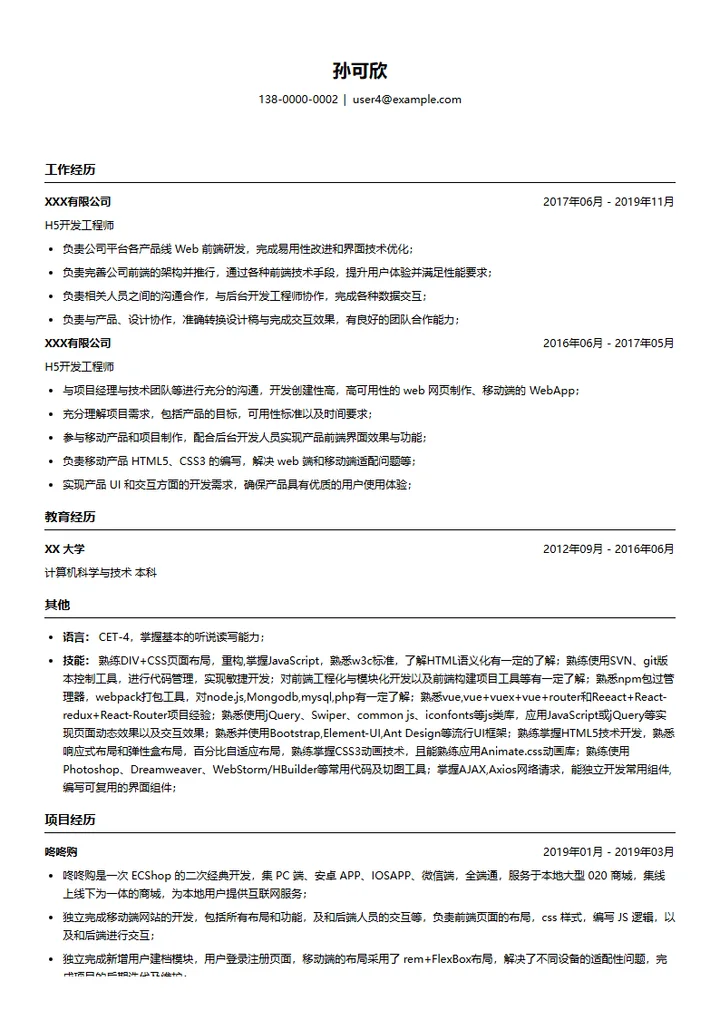 孙可欣
138-0000-0002 | user4@example.com
工作经历
XXX有限公司 2017年06月 - 2019年11月
H5开发工程师
• 负责公司平台各产品线 Web 前端研发，完成易用性改进和界面技术优化；
• 负责完善公司前端的架构并推行，通过各种前端技术手段，提升用户体验并满足性能要求；
• 负责相关人员之间的沟通合作，与后台开发工程师协作，完成各种数据交互；
• 负责与产品、设计协作，准确转换设计稿与完成交互效果，有良好的团队合作能力；
XXX有限公司 2016年06月 - 2017年05月
H5开发工程师
• 与项目经理与技术团队等进行充分的沟通，开发创建性高，高可用性的 web 网页制作、移动端的 WebApp；
• 充分理解项目需求，包括产品的目标，可用性标准以及时间要求；
• 参与移动产品和项目制作，配合后台开发人员实现产品前端界面效果与功能；
• 负责移动产品 HTML5、CSS3 的编写，解决 web 端和移动端适配问题等；
• 实现产品 UI 和交互方面的开发需求，确保产品具有优质的用户使用体验；
教育经历
XX 大学 2012年09月 - 2016年06月
计算机科学与技术 本科
其他
• 语言： CET-4，掌握基本的听说读写能力；
• 技能： 熟练DIV+CSS页面布局，重构,掌握JavaScript，熟悉w3c标准，了解HTML语义化有一定的了解；熟练使用SVN、git版
本控制工具，进行代码管理，实现敏捷开发；对前端工程化与模块化开发以及前端构建项目工具等有一定了解；熟悉npm包过管
理器，webpack打包工具，对node.js,Mongodb,mysql,php有一定了解；熟悉vue,vue+vuex+vue+router和Reeact+React-
redux+React-Router项目经验；熟悉使用jQuery、Swiper、common js、iconfonts等js类库，应用JavaScript或jQuery等实
现页面动态效果以及交互效果；熟悉并使用Bootstrap,Element-UI,Ant Design等流行UI框架；熟练掌握HTML5技术开发，熟悉
响应式布局和弹性盒布局，百分比自适应布局，熟练掌握CSS3动画技术，且能熟练应用Animate.css动画库；熟练使用
Photoshop、Dreamweaver、WebStorm/HBuilder等常用代码及切图工具；掌握AJAX,Axios网络请求，能独立开发常用组件,
编写可复用的界面组件；
项目经历
咚咚购 2019年01月 - 2019年03月
• 咚咚购是一次 ECShop 的二次经典开发，集 PC 端、安卓 APP、IOSAPP、微信端，全端通，服务于本地大型 020 商城，集线
上线下为一体的商城，为本地用户提供互联网服务；
• 独立完成移动端网站的开发，包括所有布局和功能，及和后端人员的交互等，负责前端页面的布局，css 样式，编写 JS 逻辑，以
及和后端进行交互；
• 独立完成新增用户建档模块，用户登录注册页面，移动端的布局采用了 rem+FlexBox布局，解决了不同设备的适配性问题，完
成项目的后期迭代及维护；